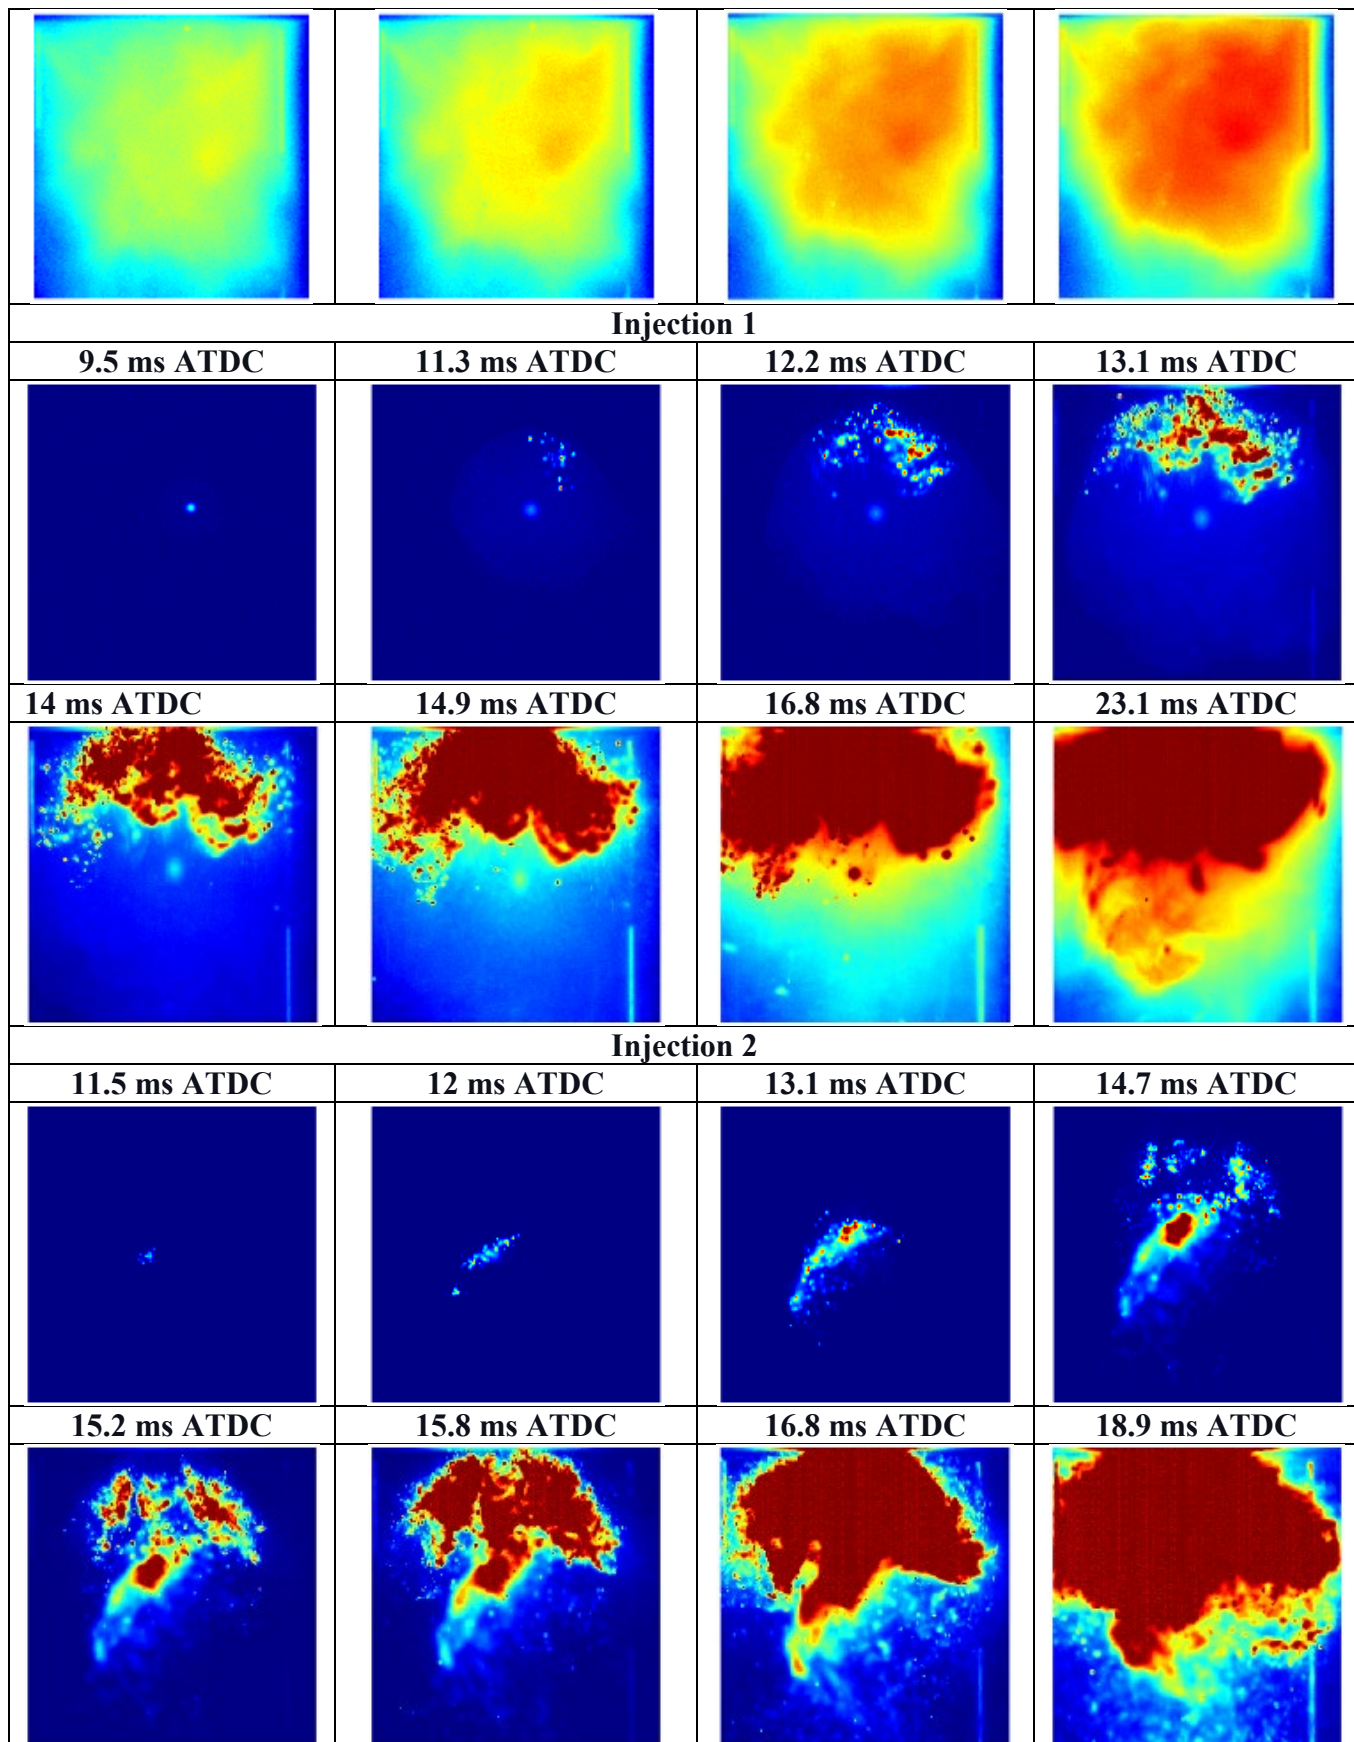 Injection 1
9.5 ms ATDC 11.3 ms ATDC 12.2 ms ATDC 13.1 ms ATDC
14 ms ATDC 14.9 ms ATDC 16.8 ms ATDC 23.1 ms ATDC
Injection 2
11.5 ms ATDC 12 ms ATDC 13.1 ms ATDC 14.7 ms ATDC
15.2 ms ATDC 15.8 ms ATDC 16.8 ms ATDC 18.9 ms ATDC